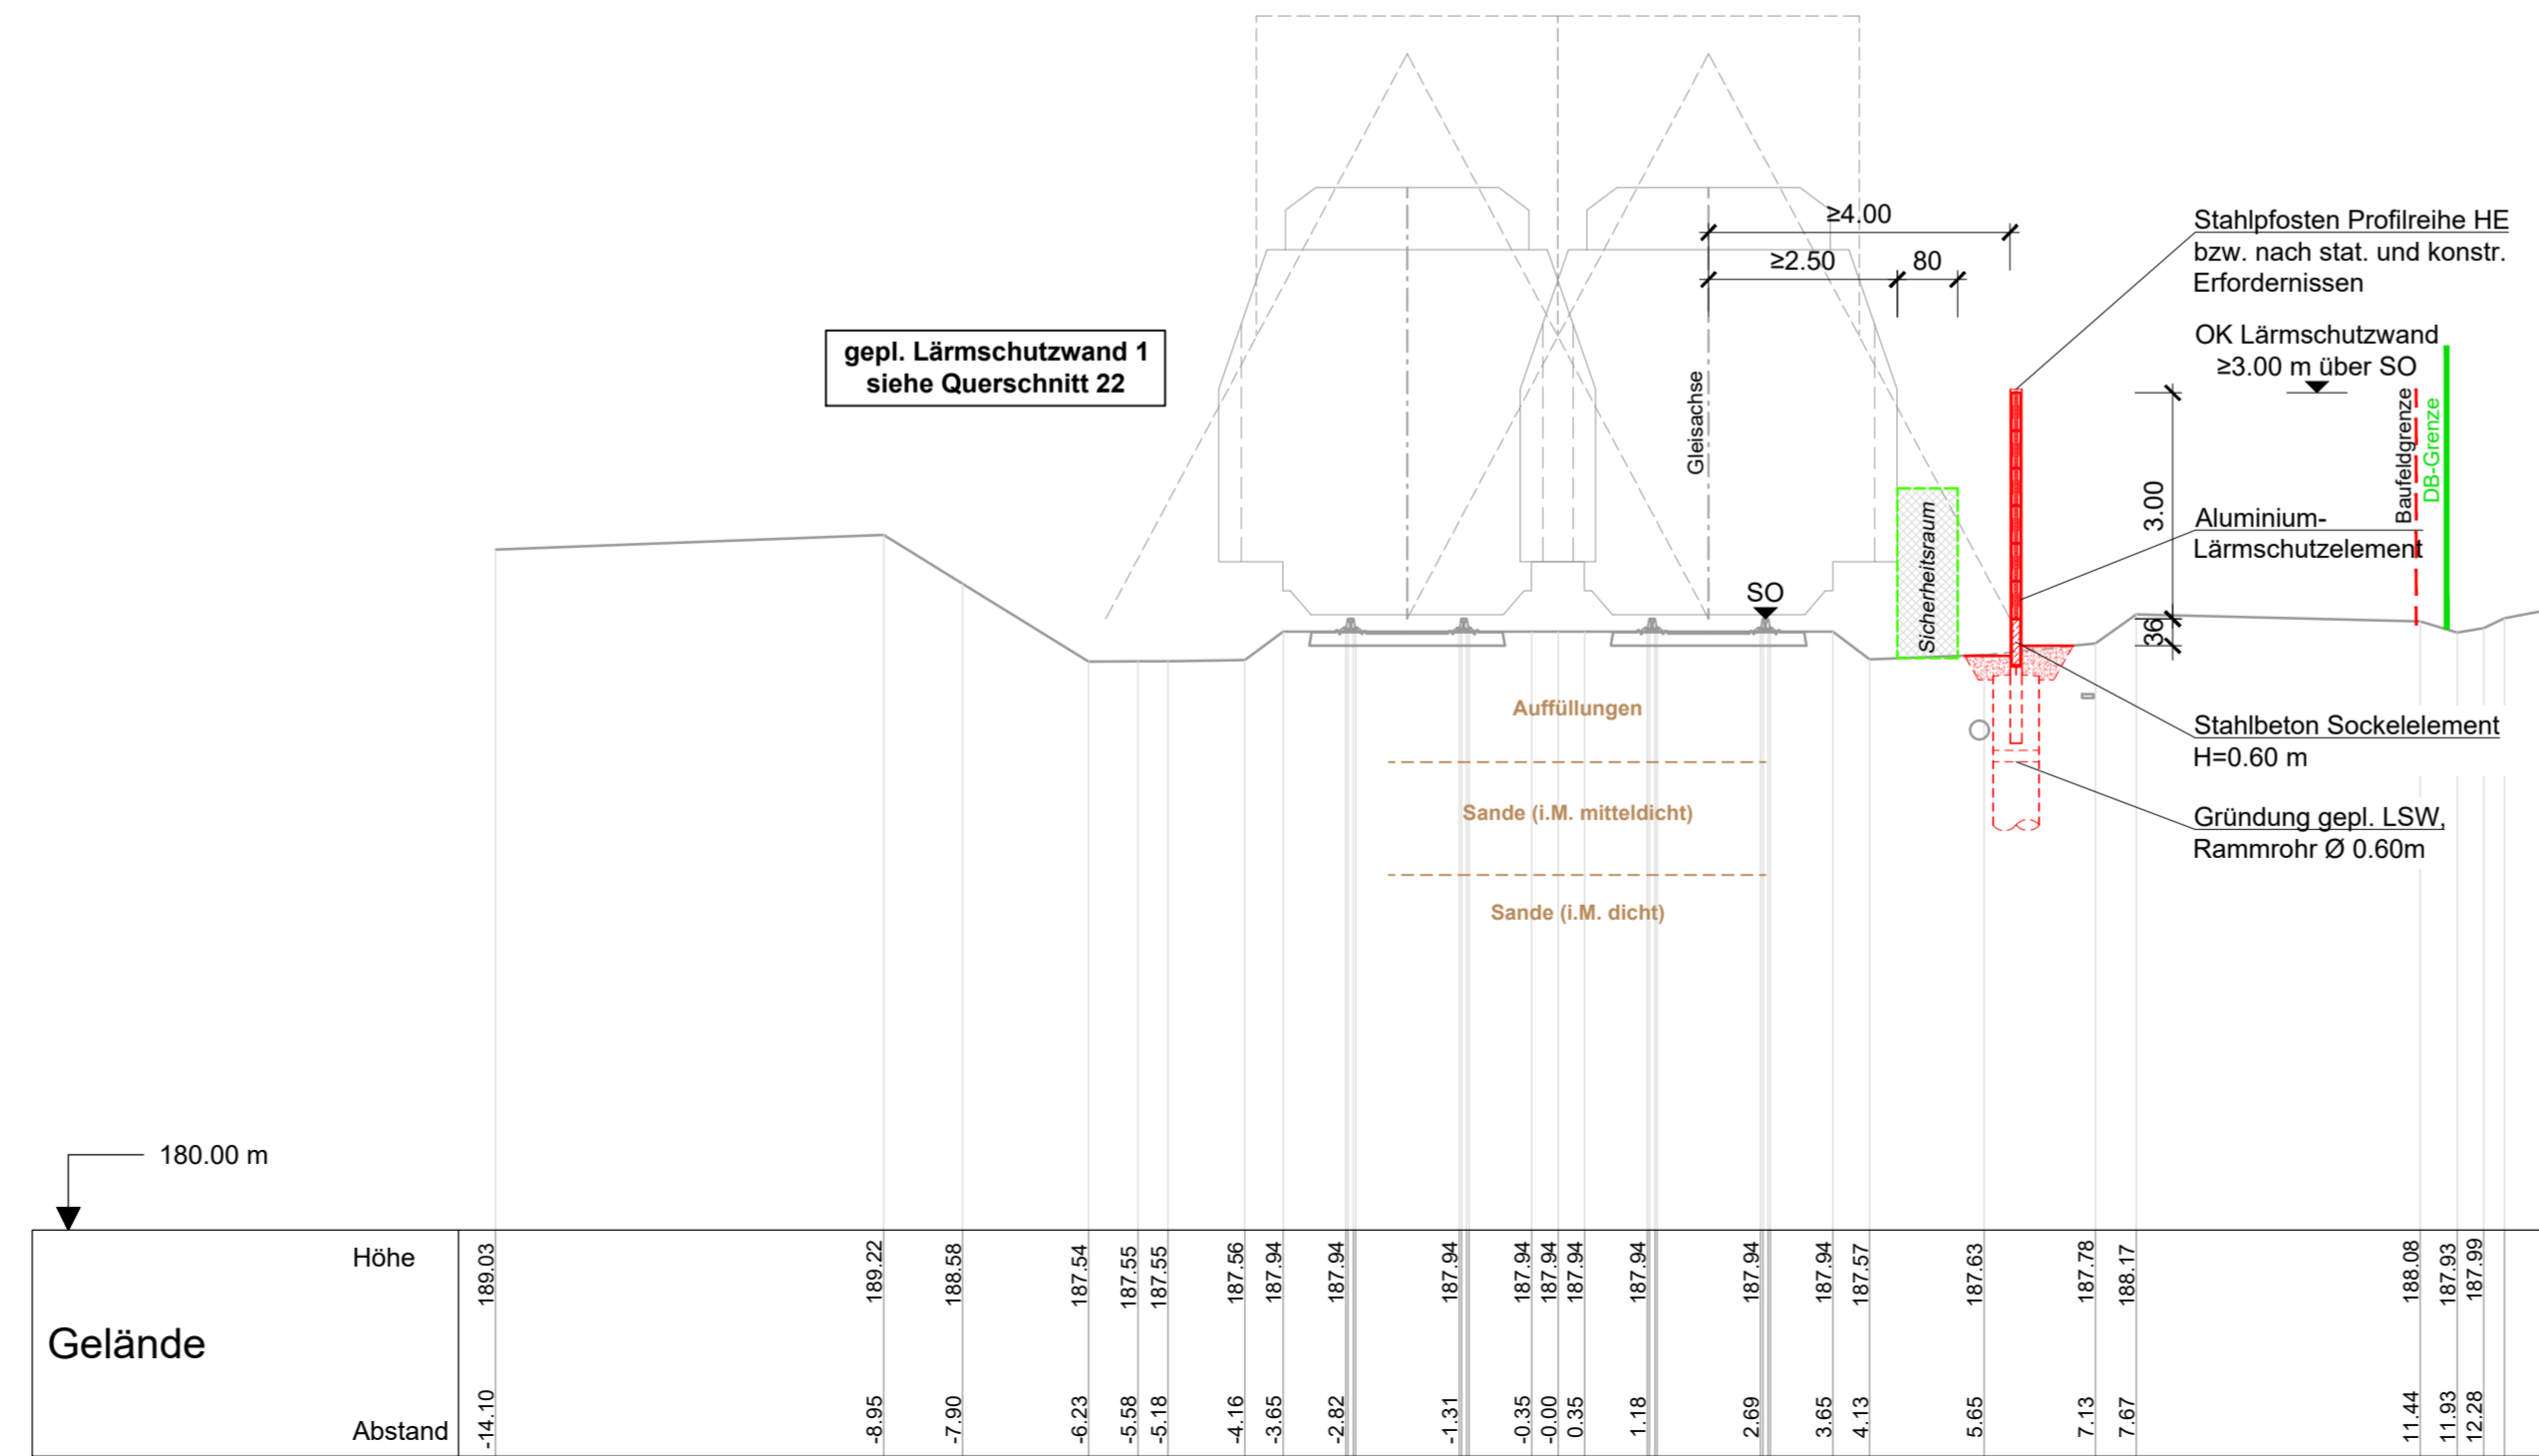 ≥4.00
≥2.50
80
Stahlpfosten Profilreihe HE
bzw. nach stat. und konstr.
Erfordernissen
gepl. Lärmschutzwand 1
siehe Querschnitt 22
OK Lärmschutzwand
≥3.00 m über SO
Gleisachse
Baufeldgrenze
DB-Grenze
3.00
Aluminium-
Lärmschutzelement
Sicherheitsraum
SO
36
Auffüllungen
Stahlbeton Sockelelement
H=0.60 m
Sande (i.M. mitteldicht)
Gründung gepl. LSW,
Rammrohr Ø 0.60m
Sande (i.M. dicht)
180.00 m
Gelände
Höhe
189.03
189.22
188.58
187.54
187.55
187.55
187.56
187.94
187.94
187.94
187.94
187.94
187.94
187.94
187.94
187.94
187.57
187.63
187.78
188.17
188.08
187.93
187.99
Abstand
-14.10
-8.95
-7.90
-6.23
-5.58
-5.18
-4.16
-3.65
-2.82
-1.31
-0.35
-0.00
0.35
1.18
2.69
3.65
4.13
5.65
7.13
7.67
11.44
11.93
12.28